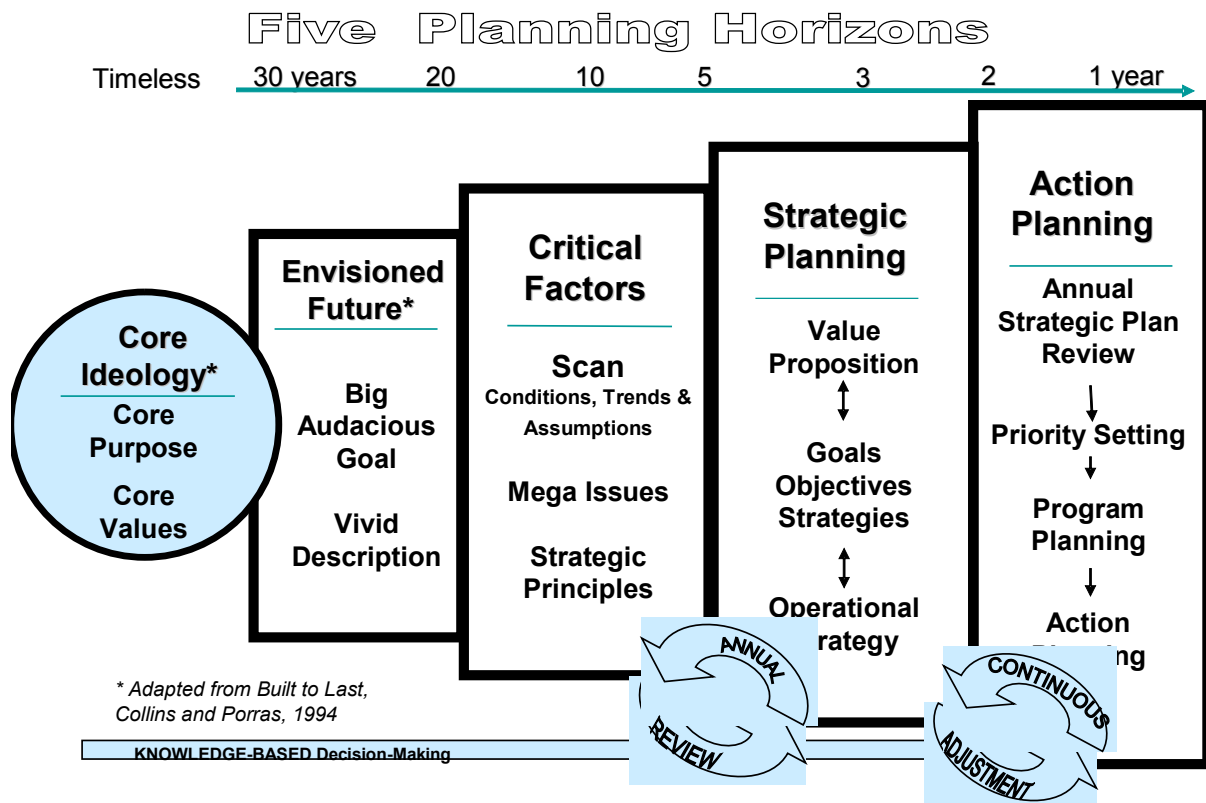 Five Planning Horizons
Timeless 30 years 20 10 5 3 2 1 year
Core
Ideology*
Core
Purpose
Core
Values
Envisioned
Future*
Big
Audacious
Goal
Vivid
Description
Critical
Factors
Scan
Conditions, Trends &
Assumptions
Mega Issues
Strategic
Principles
Strategic
Planning
Value
Proposition
Goals
Objectives
Strategies
Operational
Action
Planning
Annual
Strategic Plan
Review
Priority Setting
Program
Planning
Action
ANNUAL
REVIEW
CONTINUOUS
ADJUSTMENT
* Adapted from Built to Last,
Collins and Porras, 1994
KNOWLEDGE-BASED Decision-Making